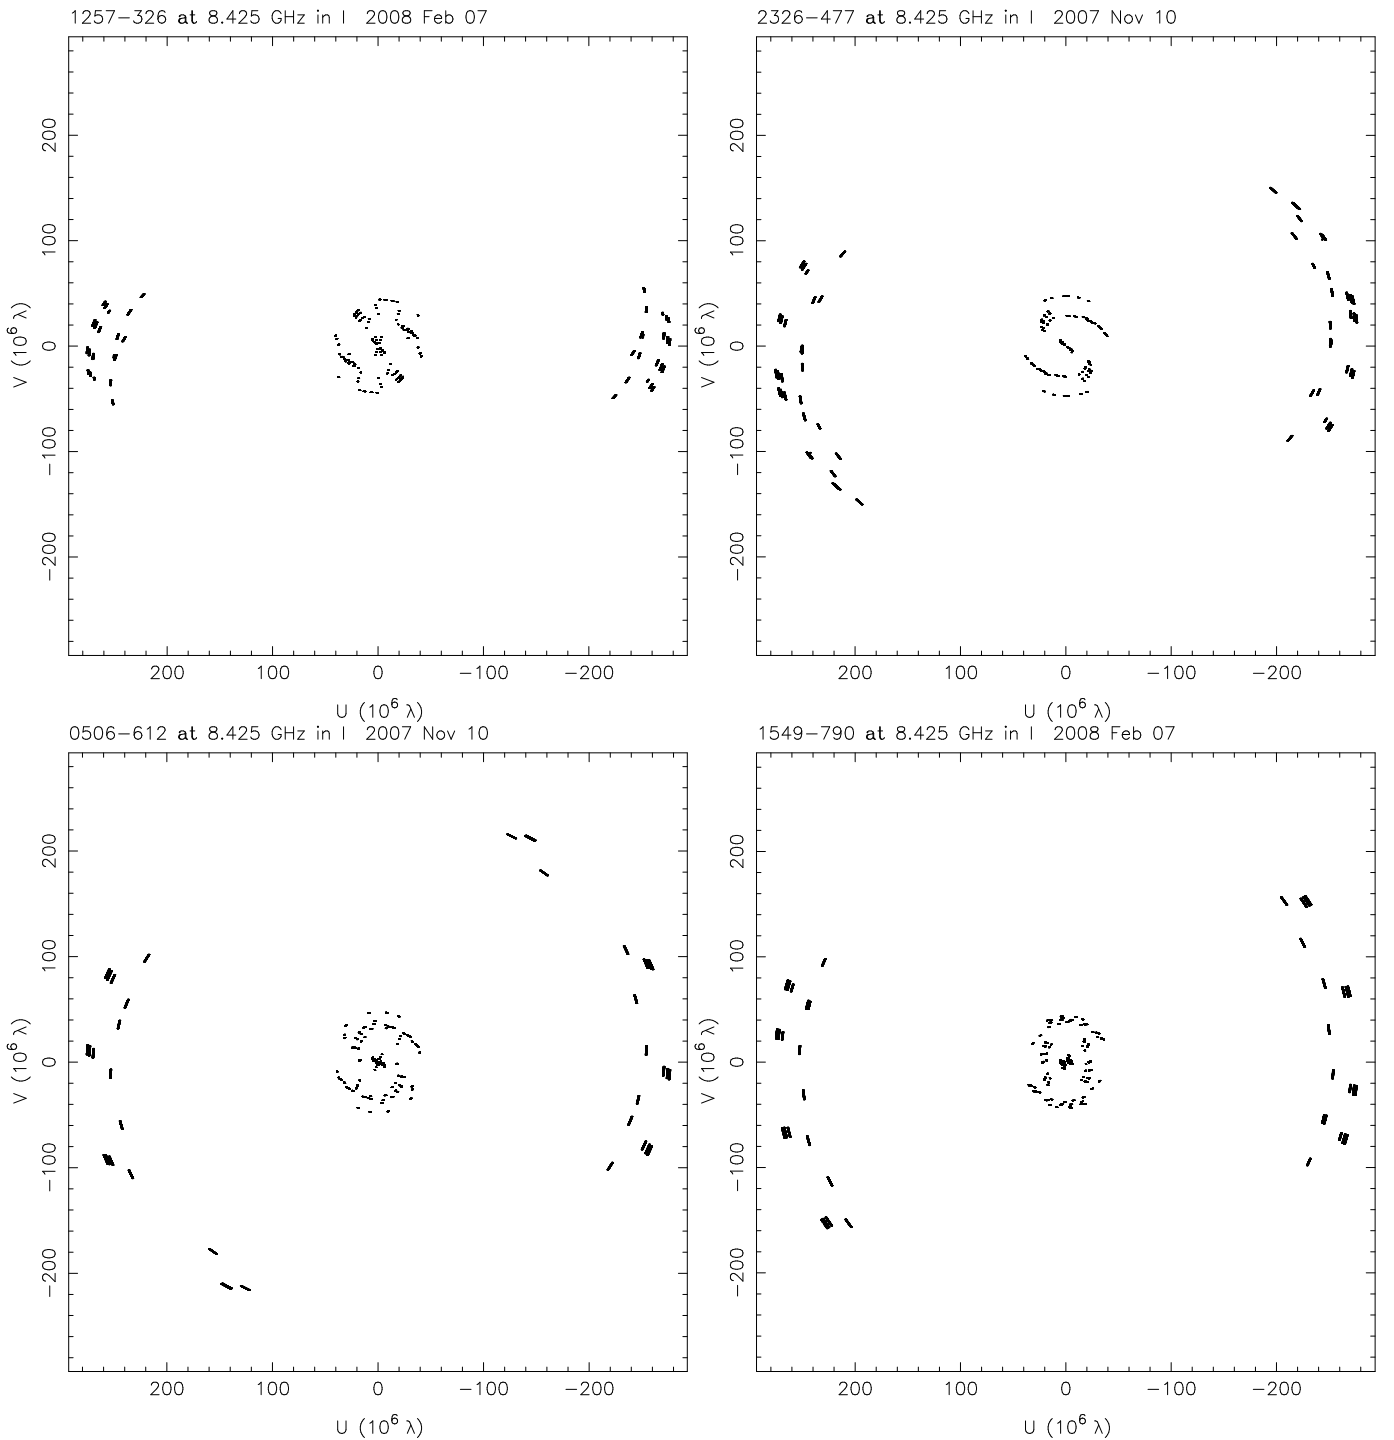 1257−326 at 8.425 GHz in I 2008 Feb 07
V (10⁶ λ)
200
100
0
−100
−200
200 100 0 −100 −200
U (10⁶ λ)
2326−477 at 8.425 GHz in I 2007 Nov 10
V (10⁶ λ)
200
100
0
−100
−200
200 100 0 −100 −200
U (10⁶ λ)
0506−612 at 8.425 GHz in I 2007 Nov 10
V (10⁶ λ)
200
100
0
−100
−200
200 100 0 −100 −200
U (10⁶ λ)
1549−790 at 8.425 GHz in I 2008 Feb 07
V (10⁶ λ)
200
100
0
−100
−200
200 100 0 −100 −200
U (10⁶ λ)